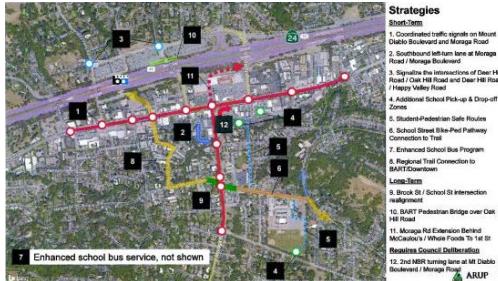 Strategies
Short-Term
1. Coordinated traffic signals on Mount
Diablo Boulevard and Moraga Road
2. Southbound left-turn lane at Moraga
Road / Moraga Boulevard
3. Signalize the intersections of Deer Hill
Road / Oak Hill Road and Deer Hill Road
/ Happy Valley Road
4. Additional School Pick-up & Drop-off
Zones
5. Student-Pedestrian Safe Routes
6. School Street Bike-Ped Pathway
Connection to Trail
7. Enhanced School Bus Program
8. Regional Trail Connection to
BART/Downtown
Long-Term
9. Brook St / School St intersection
realignment
10. BART Pedestrian Bridge over Oak
Hill Road
11. Moraga Rd Extension Behind
McCaulou's / Whole Foods To 1st St
Requires Council Deliberation
12. 2nd NBR turning lane at Mt Diablo
Boulevard / Moraga Road
ARUP
3
10
24
11
1
12
4
2
8
5
6
9
5
4
7 Enhanced school bus service, not shown